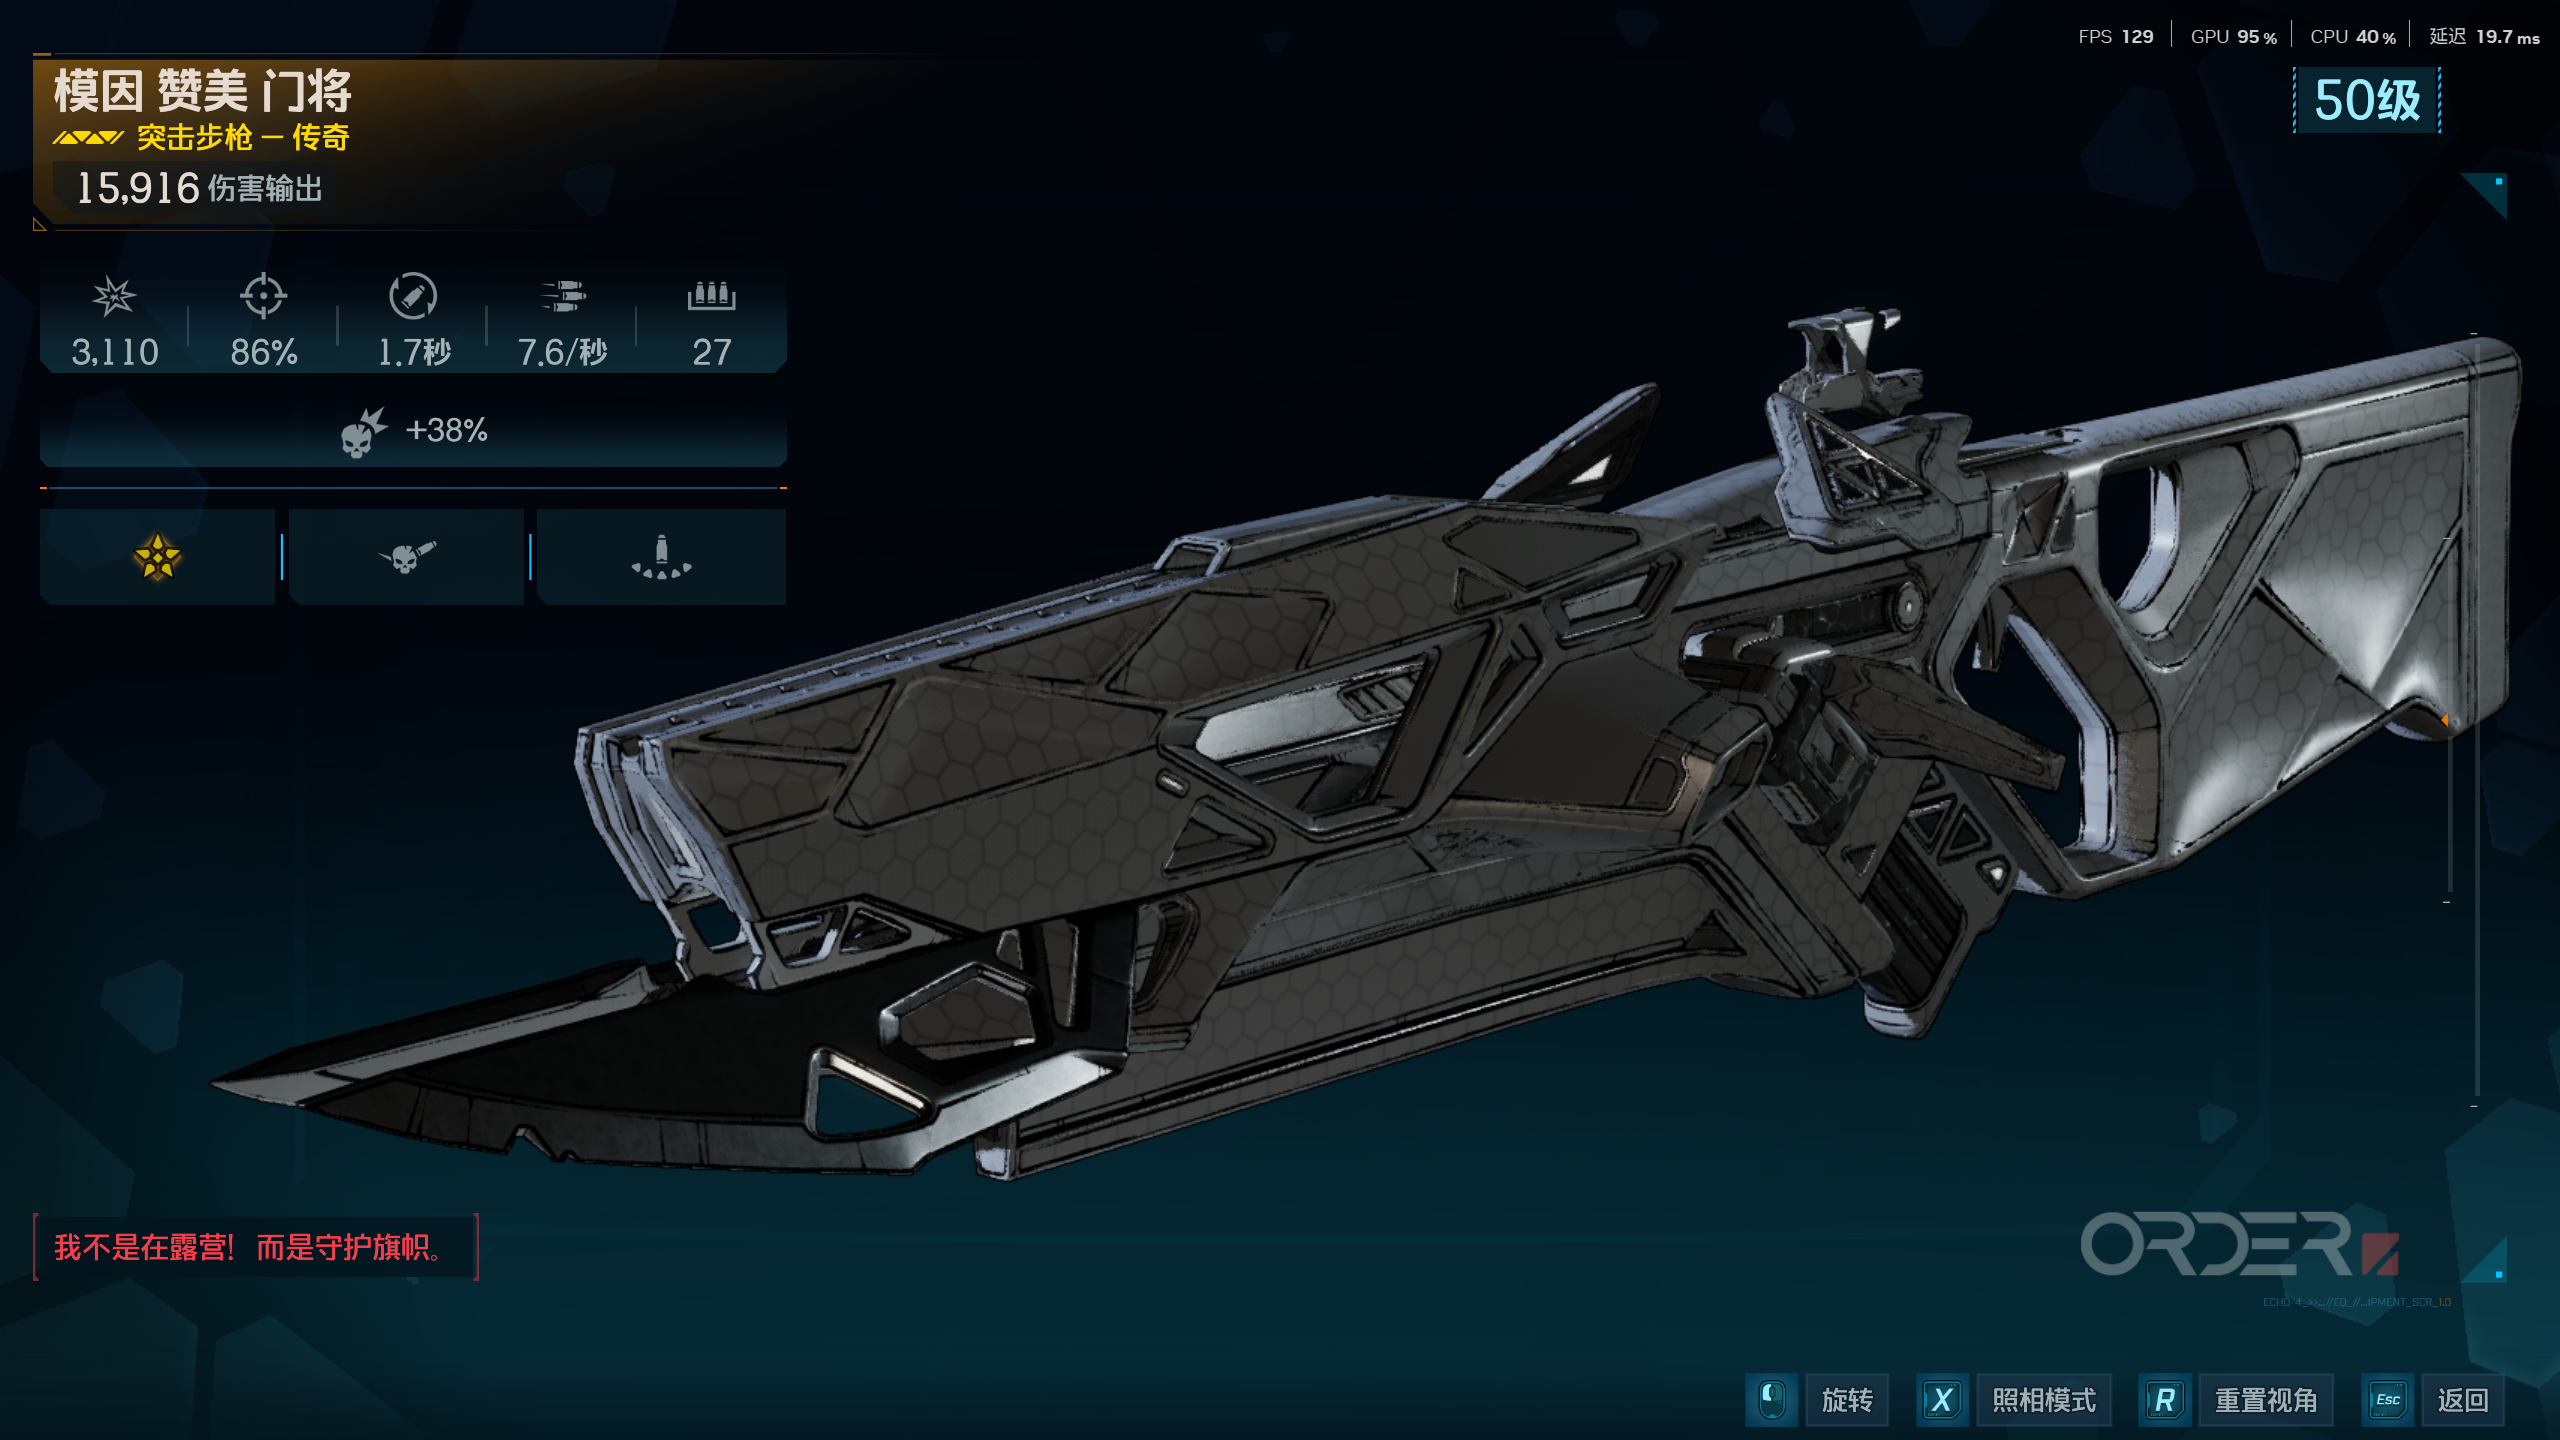 FPS 129 GPU 95% CPU 40% 延迟 19.7 ms
模因 赞美 门将
突击步枪 – 传奇
15,916 伤害输出
50级
3,110 86% 1.7秒 7.6/秒 27
+38%
我不是在露营！而是守护旗帜。
ORDER
旋转 X 照相模式 R 重置视角 Esc 返回